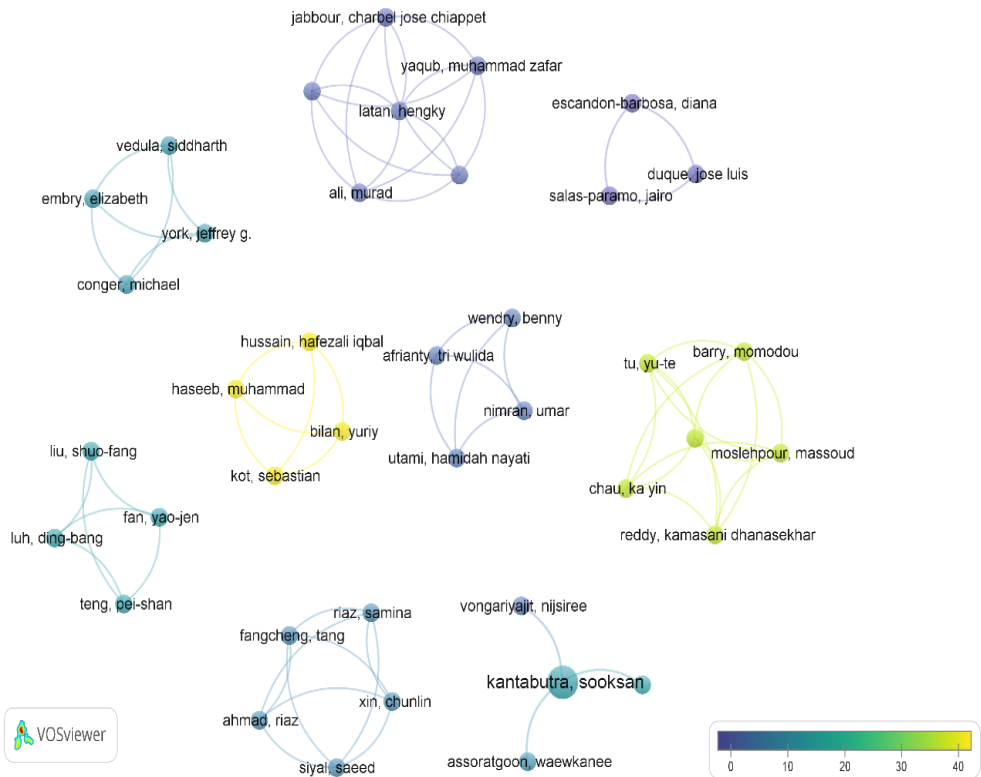 jabbour, charbel jose chiappet
yaqub, muhammad zafar
latan, hengky
ali, murad
escandon-barbosa, diana
duque, jose luis
salas-paramo, jairo
vedula, siddharth
embry, elizabeth
york, jeffrey g.
conger, michael
wendry, benny
afrianty, tri wulida
nimran, umar
utami, hamidah nayati
hussain, hafezali iqbal
haseeb, muhammad
bilan, yuriy
kot, sebastian
tu, yu-te
barry, momodou
moslehpour, massoud
chau, ka yin
reddy, kamasani dhanasekhar
liu, shuo-fang
fan, yao-jen
luh, ding-bang
teng, pei-shan
riaz, samina
fangcheng, tang
xin, chunlin
ahmad, riaz
siyal, saeed
vongariyajit, nijsiree
kantabutra, sooksan
assoratgoon, waewkanee
VOSviewer
0 10 20 30 40